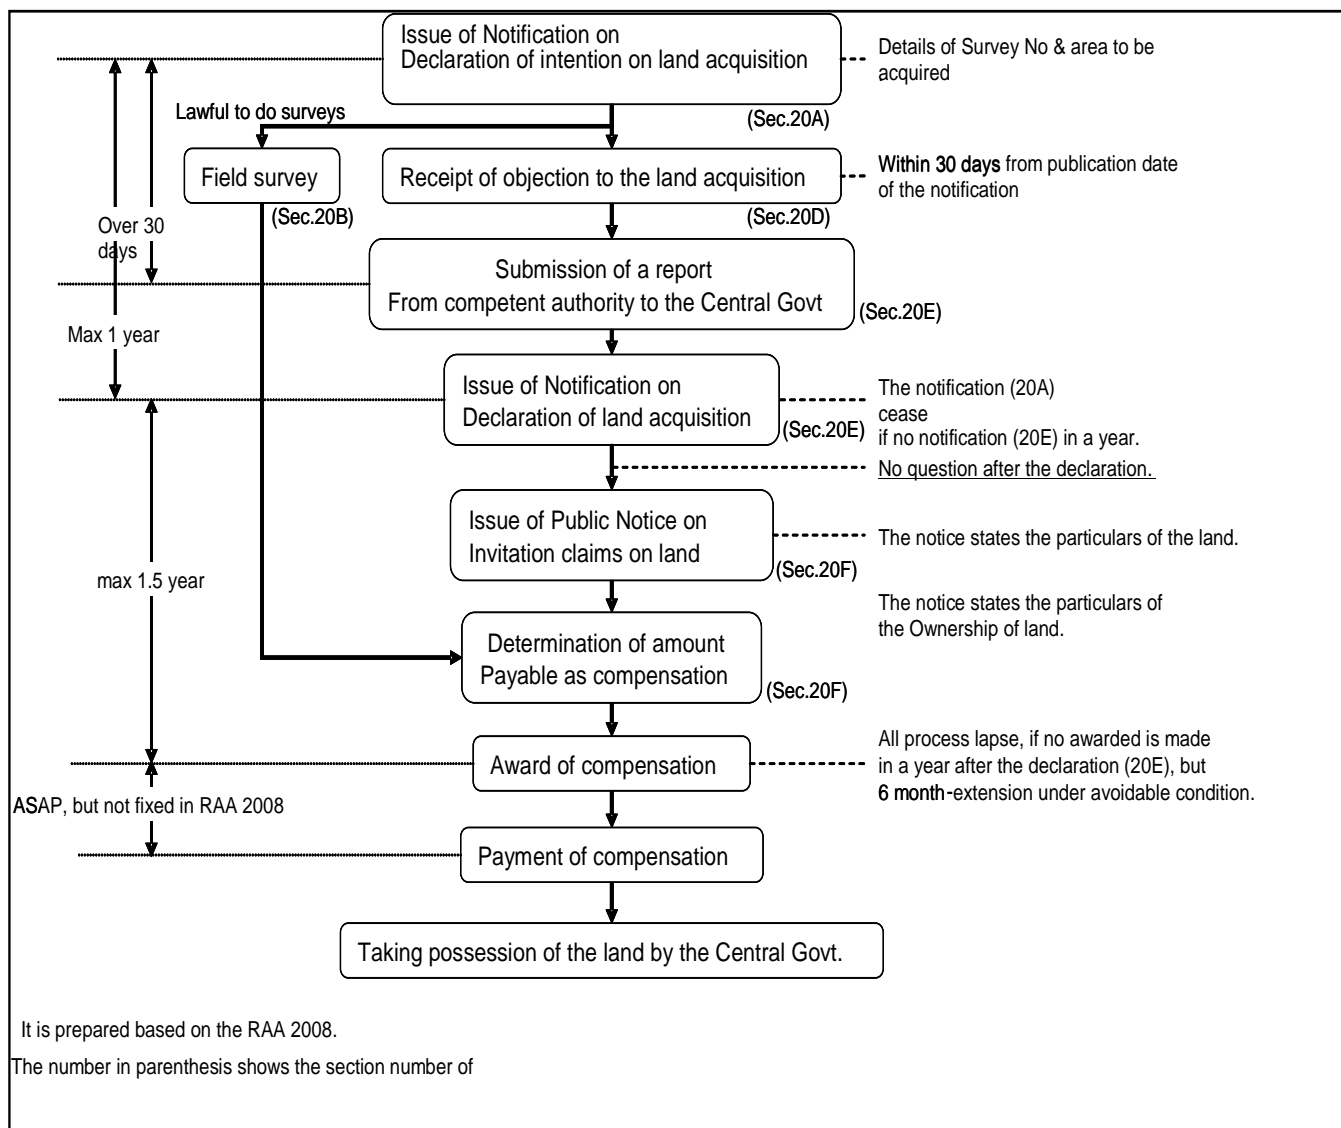 Issue of Notification on
Declaration of intention on land acquisition
Details of Survey No & area to be
acquired
(Sec.20A)
Lawful to do surveys
Field survey
(Sec.20B)
Receipt of objection to the land acquisition
(Sec.20D)
Within 30 days from publication date
of the notification
Over 30
days
Submission of a report
From competent authority to the Central Govt
(Sec.20E)
Max 1 year
Issue of Notification on
Declaration of land acquisition
(Sec.20E)
The notification (20A)
cease
if no notification (20E) in a year.
No question after the declaration.
Issue of Public Notice on
Invitation claims on land
(Sec.20F)
The notice states the particulars of the land.
max 1.5 year
The notice states the particulars of
the Ownership of land.
Determination of amount
Payable as compensation
(Sec.20F)
Award of compensation
All process lapse, if no awarded is made
in a year after the declaration (20E), but
6 month-extension under avoidable condition.
ASAP, but not fixed in RAA 2008
Payment of compensation
Taking possession of the land by the Central Govt.
It is prepared based on the RAA 2008.
The number in parenthesis shows the section number of